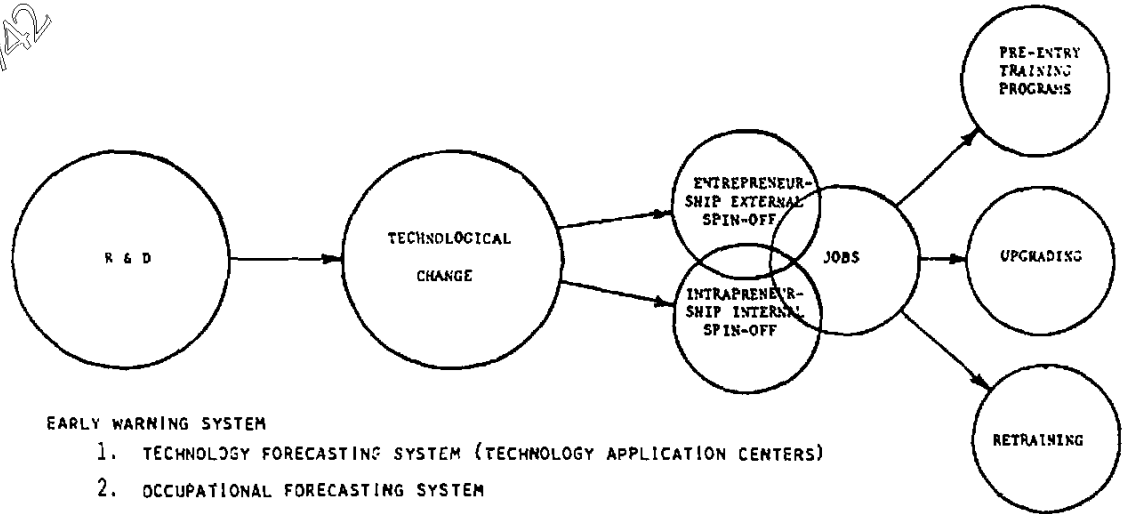 142
PRE-ENTRY
TRAINING
PROGRAMS
ENTREPRENEUR-
SHIP EXTERNAL
SPIN-OFF
TECHNOLOGICAL
CHANGE
R & D
JOBS
UPGRADING
INTRAPRENEUR-
SHIP INTERNAL
SPIN-OFF
RETRAINING
EARLY WARNING SYSTEM
1. TECHNOLOGY FORECASTING SYSTEM (TECHNOLOGY APPLICATION CENTERS)
2. OCCUPATIONAL FORECASTING SYSTEM